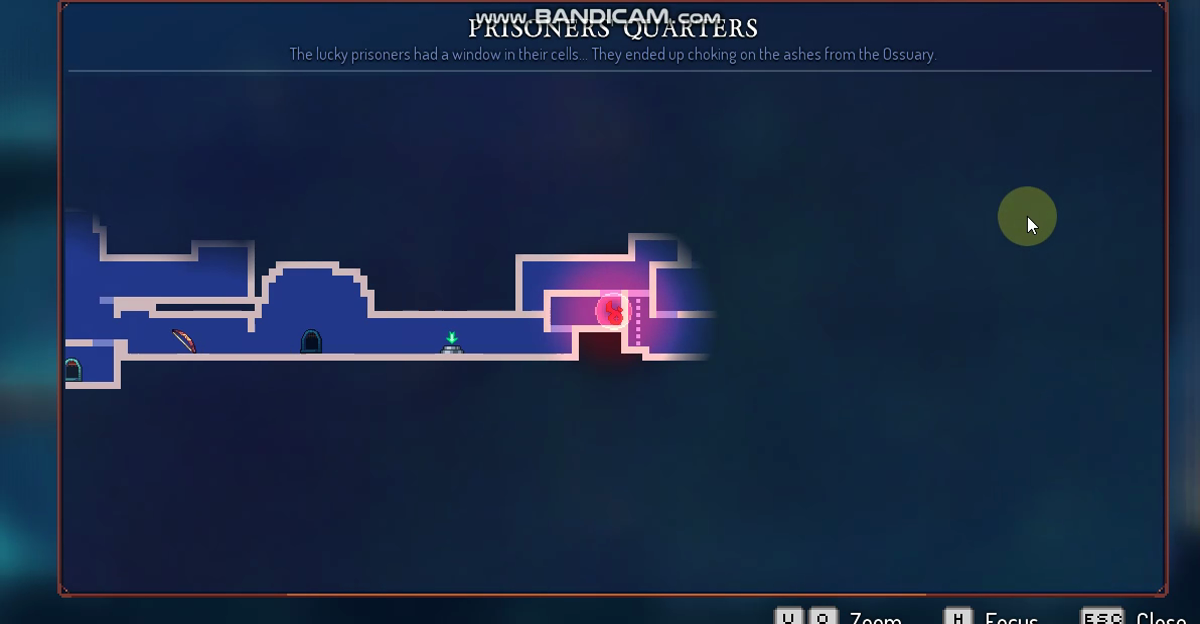 www.BANDICAM.com
PRISONERS' QUARTERS
The lucky prisoners had a window in their cells... They ended up choking on the ashes from the Ossuary.
Zoom H Focus ESC Close